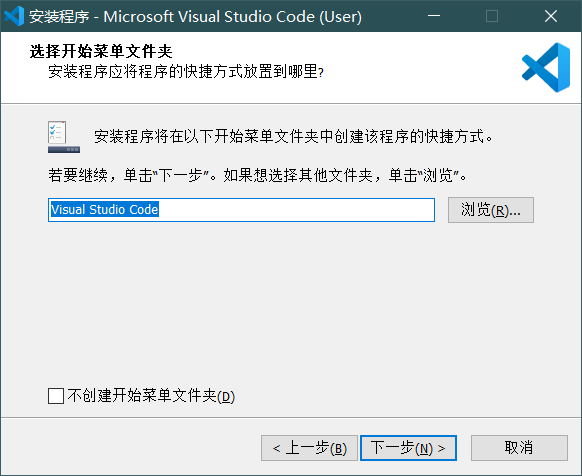 安装程序 - Microsoft Visual Studio Code (User)
选择开始菜单文件夹
安装程序应将程序的快捷方式放置到哪里?
安装程序将在以下开始菜单文件夹中创建该程序的快捷方式。
若要继续，单击“下一步”。如果想选择其他文件夹，单击“浏览”。
Visual Studio Code
浏览(R)...
不创建开始菜单文件夹(D)
< 上一步(B)
下一步(N) >
取消